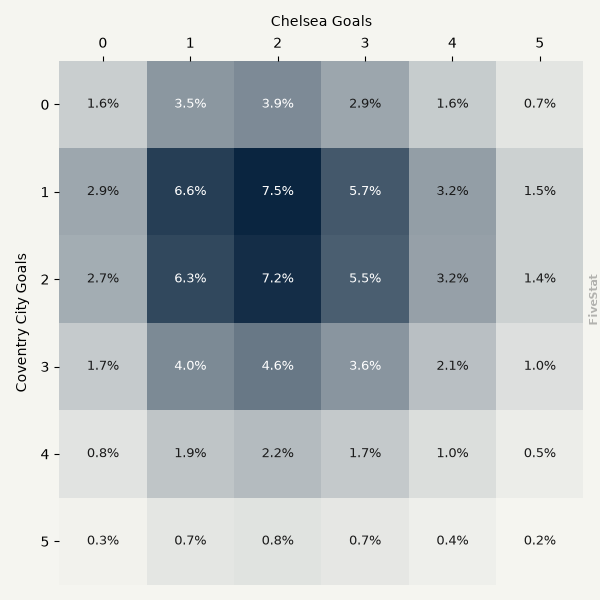 Chelsea Goals
0 1 2 3 4 5
0 1.6% 3.5% 3.9% 2.9% 1.6% 0.7%
1 2.9% 6.6% 7.5% 5.7% 3.2% 1.5%
2 2.7% 6.3% 7.2% 5.5% 3.2% 1.4%
3 1.7% 4.0% 4.6% 3.6% 2.1% 1.0%
4 0.8% 1.9% 2.2% 1.7% 1.0% 0.5%
5 0.3% 0.7% 0.8% 0.7% 0.4% 0.2%
Coventry City Goals
FiveStat